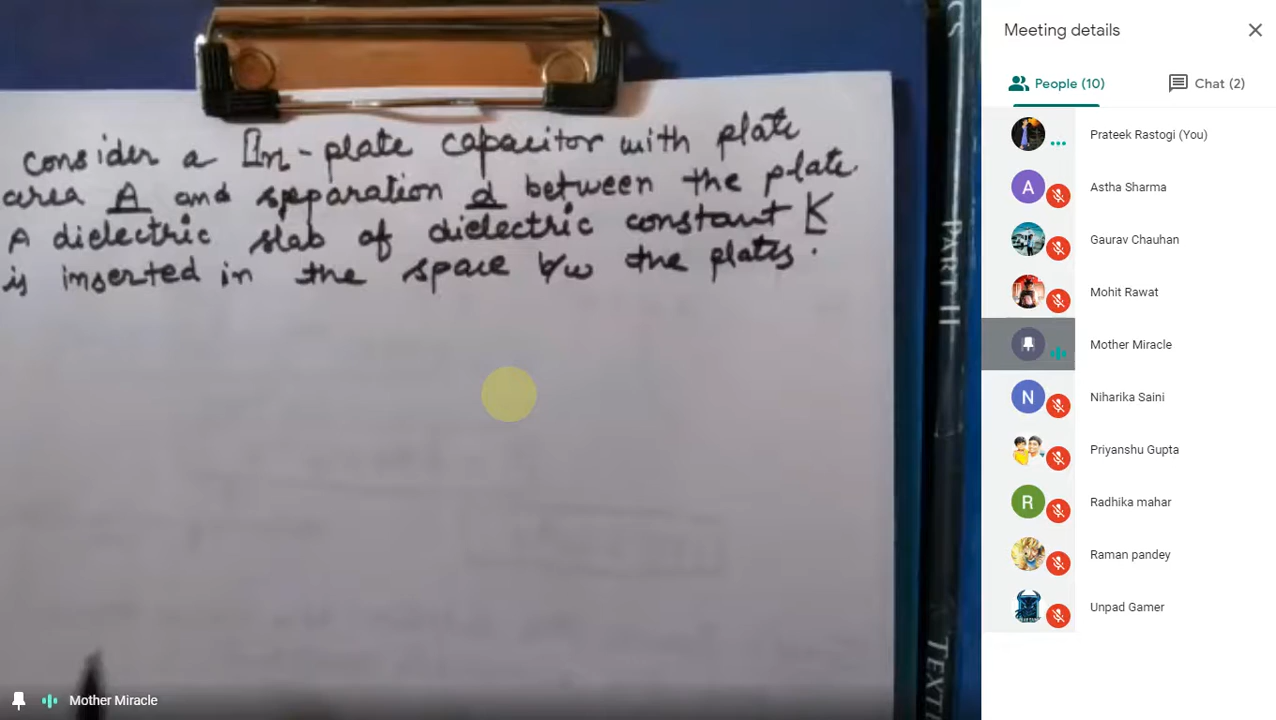 consider a ||n-plate capacitor with plate
area A and separation d between the plate.
A dielectric slab of dielectric constant K
is inserted in the space b/w the plates.
PART II
Mother Miracle
Meeting details
People (10)
Chat (2)
Prateek Rastogi (You)
A
Astha Sharma
Gaurav Chauhan
Mohit Rawat
Mother Miracle
N
Niharika Saini
Priyanshu Gupta
R
Radhika mahar
Raman pandey
Unpad Gamer